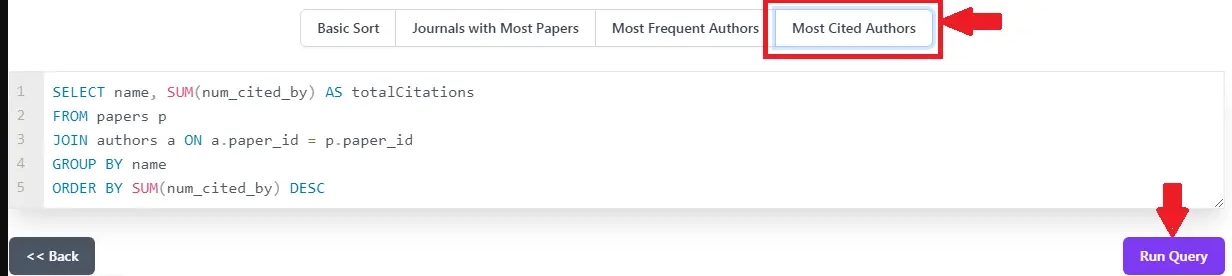 Basic Sort Journals with Most Papers Most Frequent Authors Most Cited Authors
1 SELECT name, SUM(num_cited_by) AS totalCitations
2 FROM papers p
3 JOIN authors a ON a.paper_id = p.paper_id
4 GROUP BY name
5 ORDER BY SUM(num_cited_by) DESC
<< Back Run Query